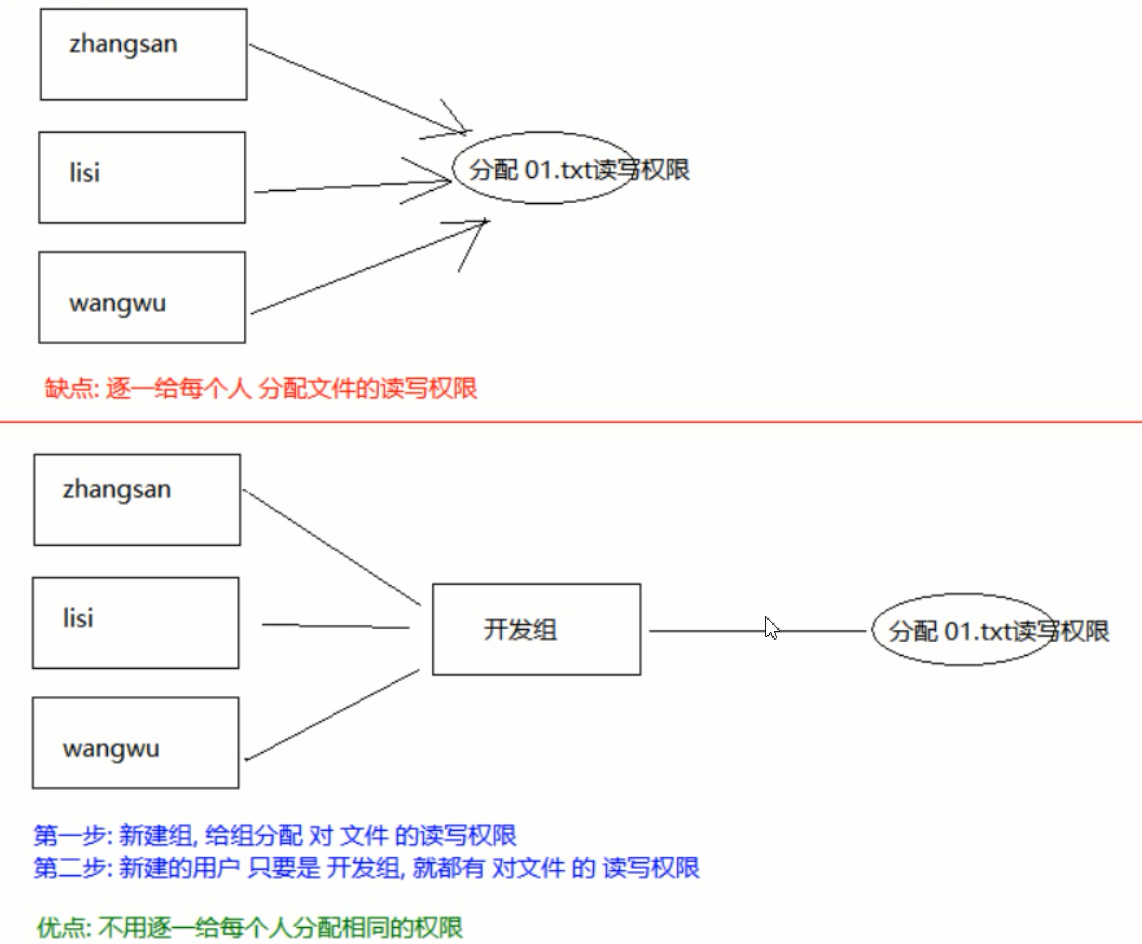 zhangsan
分配 01.txt读写权限
lisi
wangwu
缺点: 逐一给每个人 分配文件的读写权限
zhangsan
lisi
开发组
分配 01.txt读写权限
wangwu
第一步: 新建组, 给组分配 对 文件 的读写权限
第二步: 新建的用户 只要是 开发组, 就都有 对文件 的 读写权限
优点: 不用逐一给每个人分配相同的权限